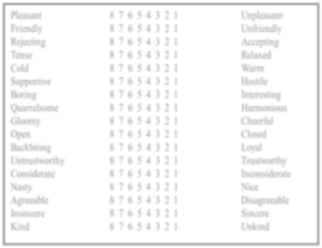 Pleasant 8 7 6 5 4 3 2 1 Unpleasant
Friendly 8 7 6 5 4 3 2 1 Unfriendly
Rejecting 8 7 6 5 4 3 2 1 Accepting
Tense 8 7 6 5 4 3 2 1 Relaxed
Cold 8 7 6 5 4 3 2 1 Warm
Supportive 8 7 6 5 4 3 2 1 Hostile
Boring 8 7 6 5 4 3 2 1 Interesting
Quarrelsome 8 7 6 5 4 3 2 1 Harmonious
Gloomy 8 7 6 5 4 3 2 1 Cheerful
Open 8 7 6 5 4 3 2 1 Closed
Backbiting 8 7 6 5 4 3 2 1 Loyal
Untrustworthy 8 7 6 5 4 3 2 1 Trustworthy
Considerate 8 7 6 5 4 3 2 1 Inconsiderate
Nasty 8 7 6 5 4 3 2 1 Nice
Agreeable 8 7 6 5 4 3 2 1 Disagreeable
Insincere 8 7 6 5 4 3 2 1 Sincere
Kind 8 7 6 5 4 3 2 1 Unkind